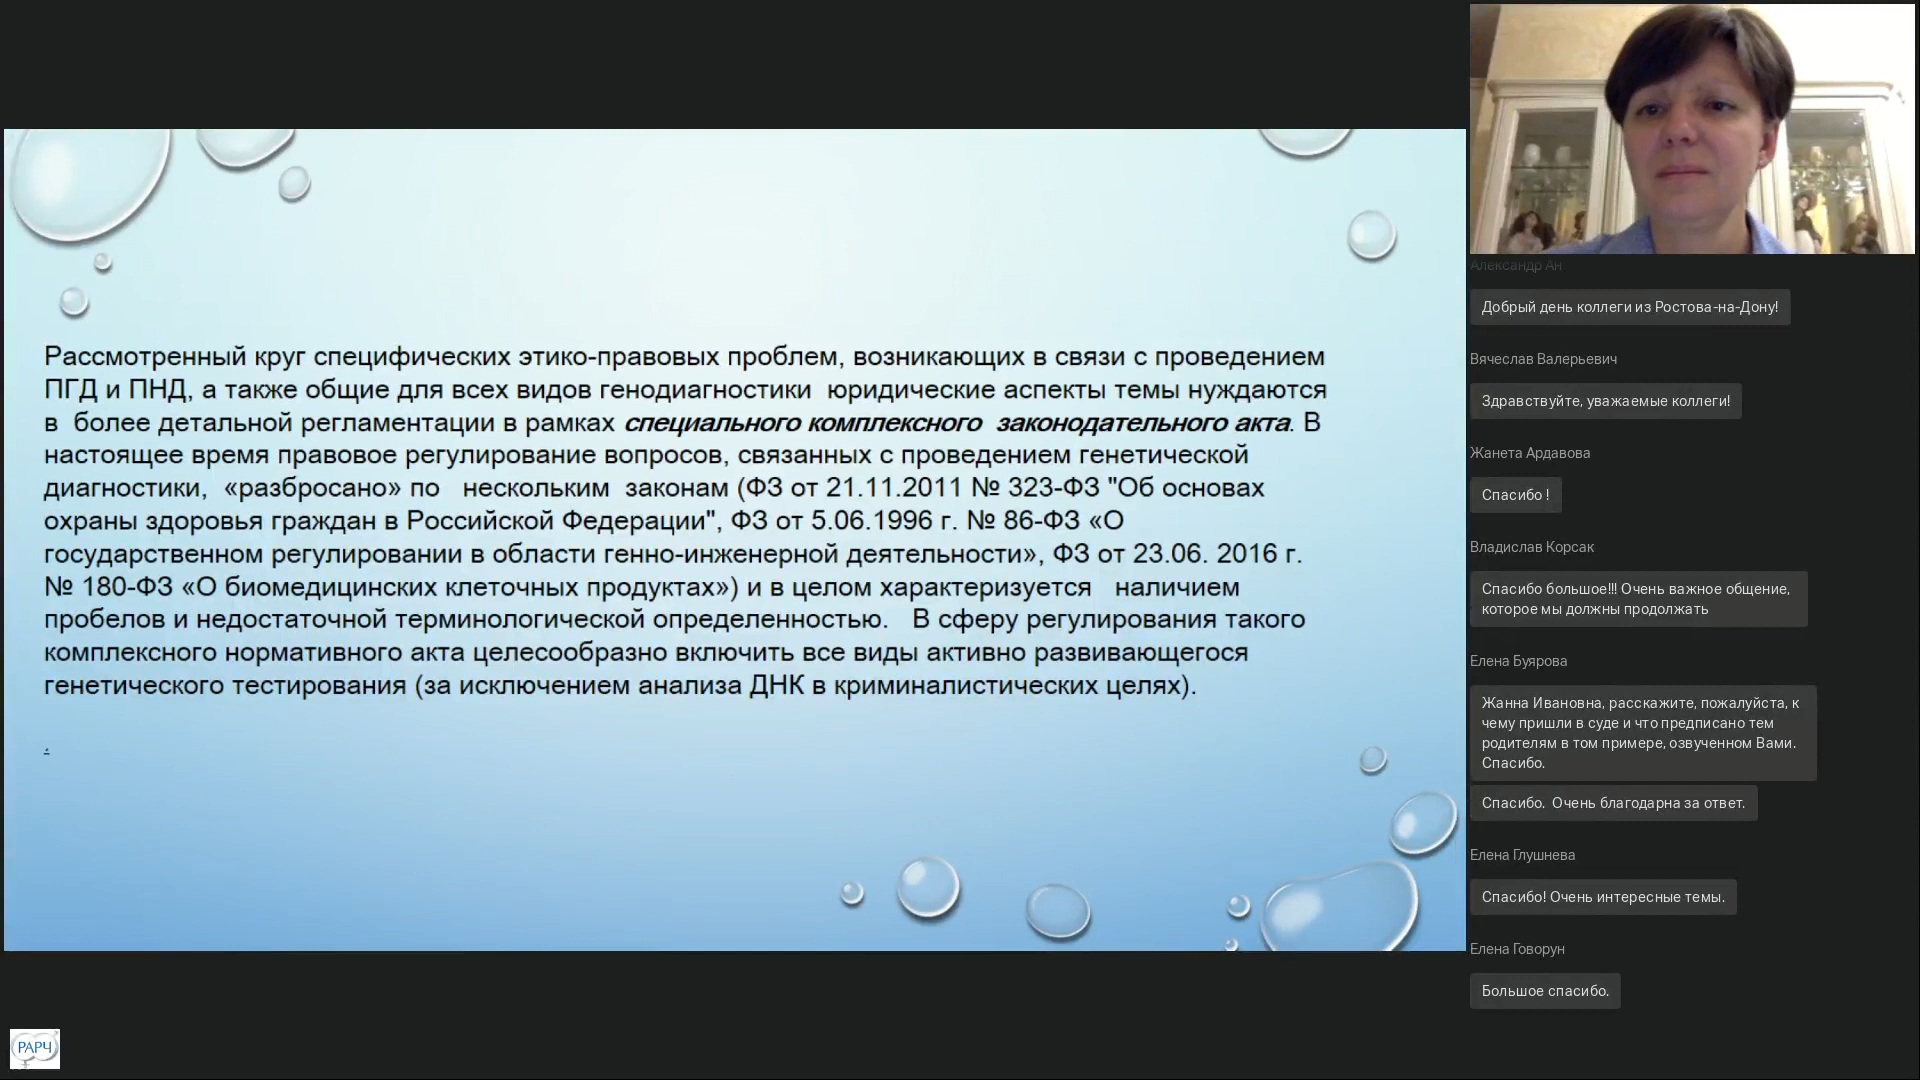 Рассмотренный круг специфических этико-правовых проблем, возникающих в связи с проведением
ПГД и ПНД, а также общие для всех видов генодиагностики юридические аспекты темы нуждаются
в более детальной регламентации в рамках специального комплексного законодательного акта. В
настоящее время правовое регулирование вопросов, связанных с проведением генетической
диагностики, «разбросано» по нескольким законам (ФЗ от 21.11.2011 № 323-ФЗ "Об основах
охраны здоровья граждан в Российской Федерации", ФЗ от 5.06.1996 г. № 86-ФЗ «О
государственном регулировании в области генно-инженерной деятельности», ФЗ от 23.06. 2016 г.
№ 180-ФЗ «О биомедицинских клеточных продуктах») и в целом характеризуется наличием
пробелов и недостаточной терминологической определенностью. В сферу регулирования такого
комплексного нормативного акта целесообразно включить все виды активно развивающегося
генетического тестирования (за исключением анализа ДНК в криминалистических целях).
.
РАРЧ
Александр Ан
Добрый день коллеги из Ростова-на-Дону!
Вячеслав Валерьевич
Здравствуйте, уважаемые коллеги!
Жанета Ардавова
Спасибо !
Владислав Корсак
Спасибо большое!!! Очень важное общение,
которое мы должны продолжать
Елена Буярова
Жанна Ивановна, расскажите, пожалуйста, к
чему пришли в суде и что предписано тем
родителям в том примере, озвученном Вами.
Спасибо.
Спасибо. Очень благодарна за ответ.
Елена Глушнева
Спасибо! Очень интересные темы.
Елена Говорун
Большое спасибо.